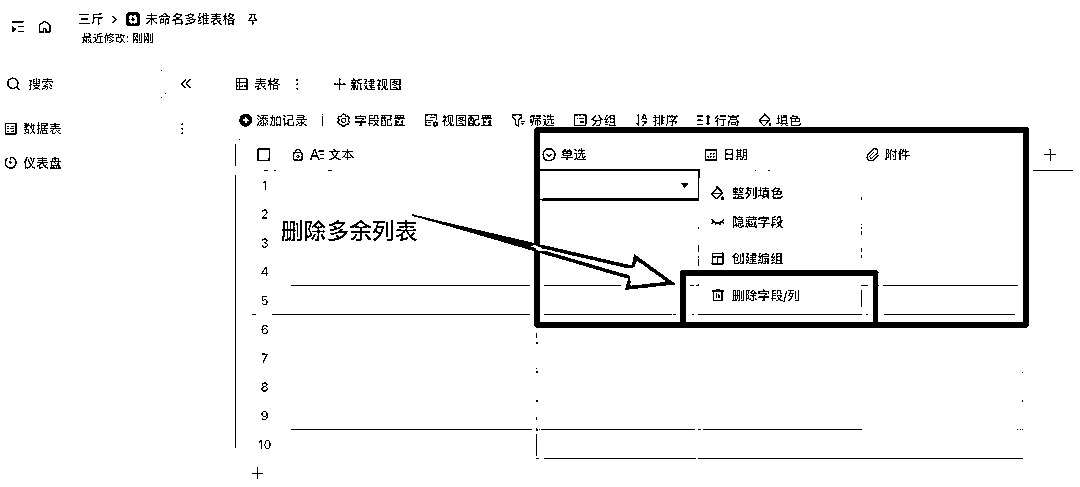 三斤 > 未命名多维表格
最近修改: 刚刚
搜索
数据表
仪表盘
表格
新建视图
添加记录 字段配置 视图配置 筛选 分组 排序 行高 填色
文本 单选 日期 附件
1
2
3
4
5
6
7
8
9
10
整列填色
隐藏字段
创建编组
删除字段/列
删除多余列表